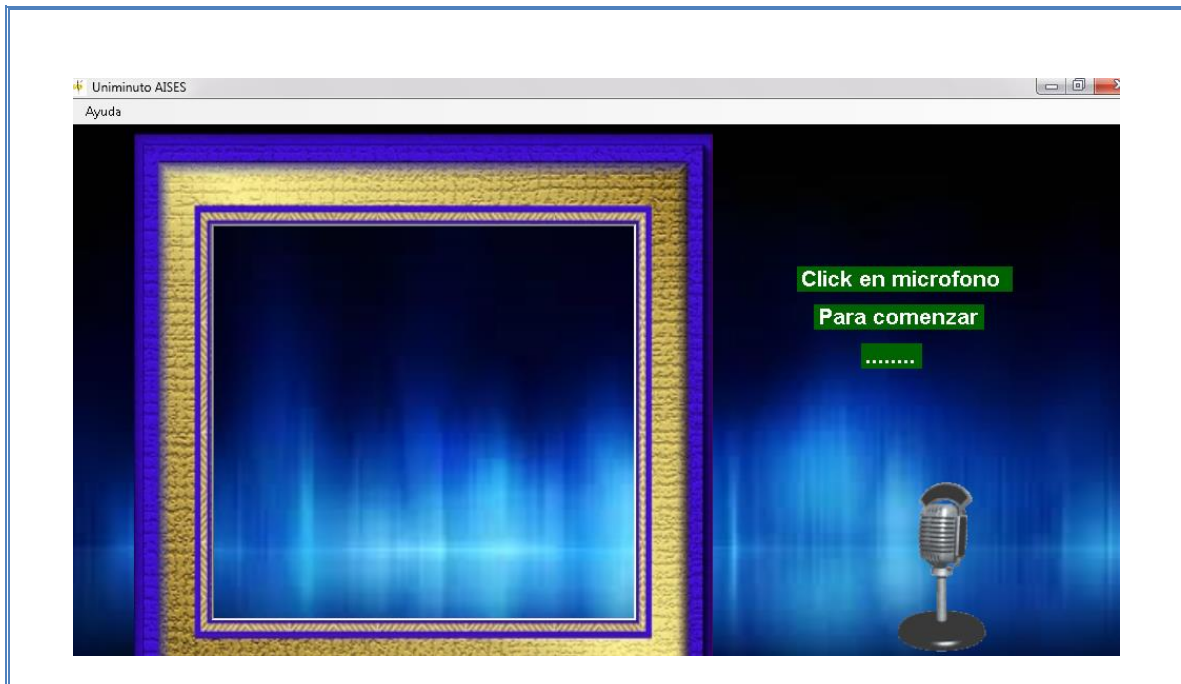 Uniminuto AISES
Ayuda
Click en microfono
Para comenzar
........